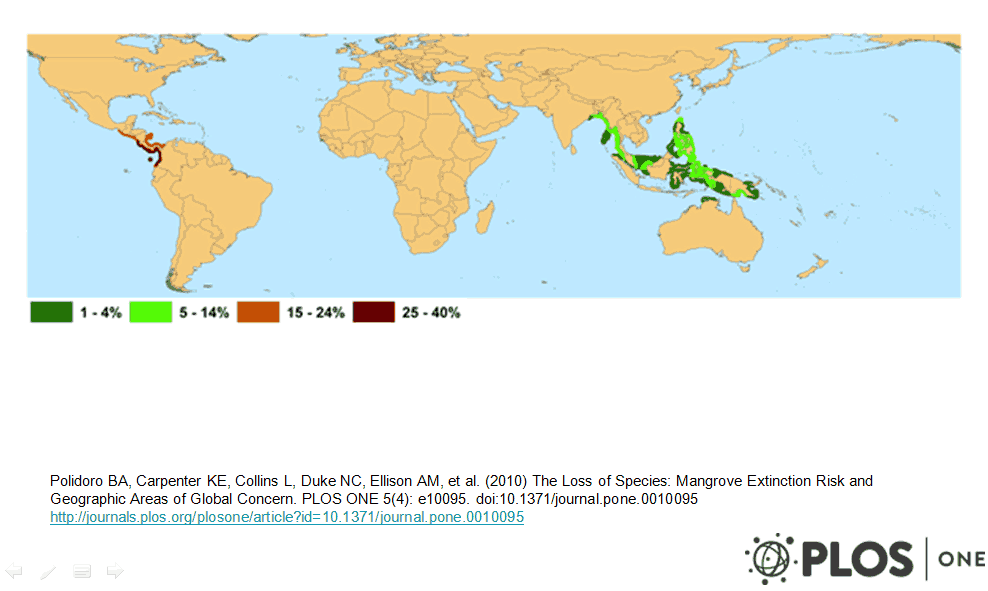 1 - 4% 5 - 14% 15 - 24% 25 - 40%
Polidoro BA, Carpenter KE, Collins L, Duke NC, Ellison AM, et al. (2010) The Loss of Species: Mangrove Extinction Risk and
Geographic Areas of Global Concern. PLOS ONE 5(4): e10095. doi:10.1371/journal.pone.0010095
http://journals.plos.org/plosone/article?id=10.1371/journal.pone.0010095
PLOS ONE